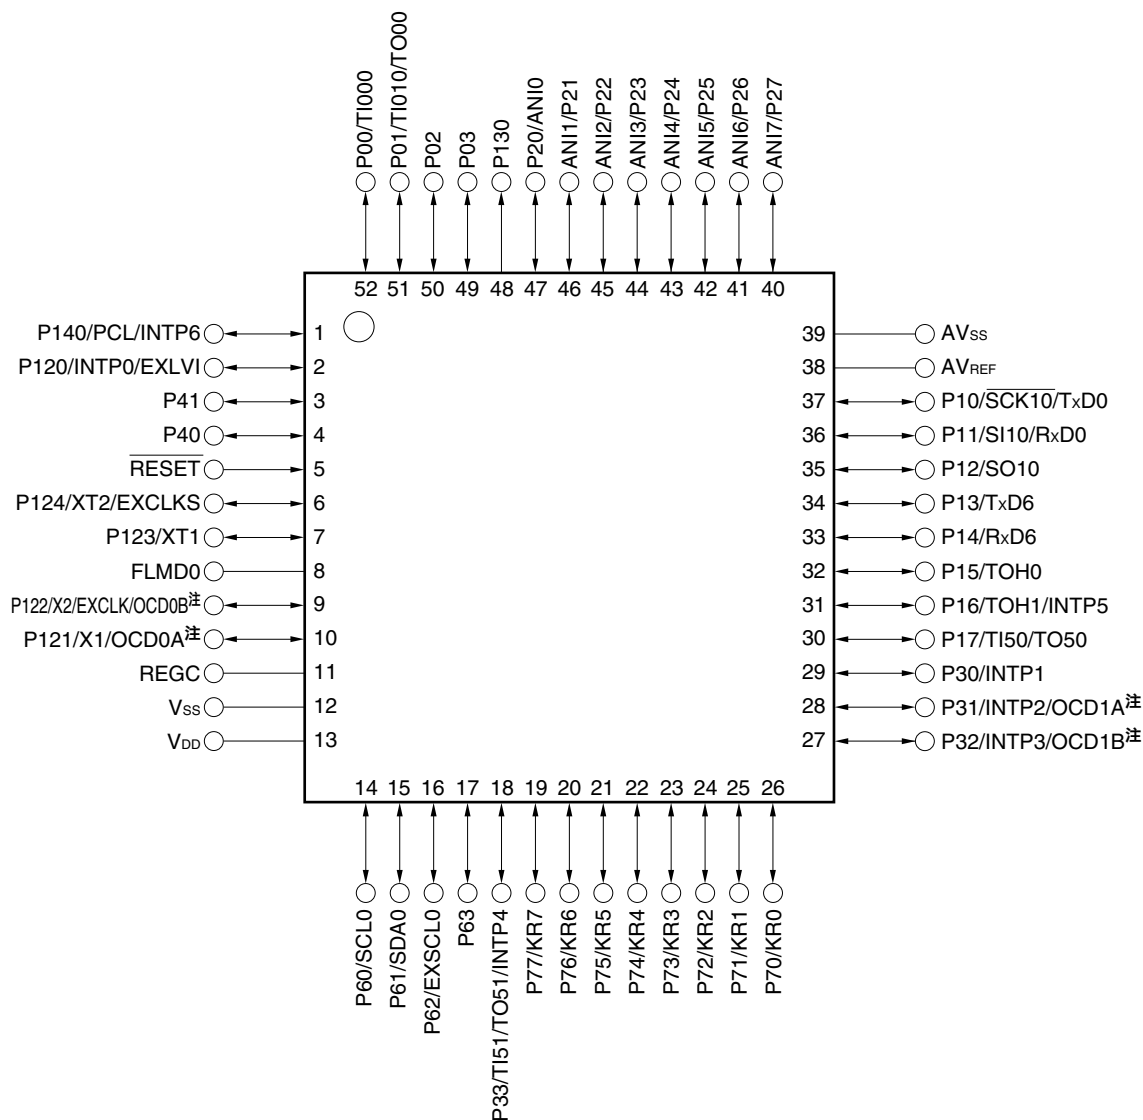 P00/TI000
P01/TI010/TO00
P02
P03
P130
P20/ANI0
ANI1/P21
ANI2/P22
ANI3/P23
ANI4/P24
ANI5/P25
ANI6/P26
ANI7/P27
52 51 50 49 48 47 46 45 44 43 42 41 40
P140/PCL/INTP6 1
P120/INTP0/EXLVI 2
P41 3
P40 4
RESET 5
P124/XT2/EXCLKS 6
P123/XT1 7
FLMD0 8
P122/X2/EXCLK/OCD0B注 9
P121/X1/OCD0A注 10
REGC 11
VSS 12
VDD 13
39 AVSS
38 AVREF
37 P10/SCK10/TxD0
36 P11/SI10/RxD0
35 P12/SO10
34 P13/TxD6
33 P14/RxD6
32 P15/TOH0
31 P16/TOH1/INTP5
30 P17/TI50/TO50
29 P30/INTP1
28 P31/INTP2/OCD1A注
27 P32/INTP3/OCD1B注
14 15 16 17 18 19 20 21 22 23 24 25 26
P60/SCL0
P61/SDA0
P62/EXSCL0
P63
P33/TI51/TO51/INTP4
P77/KR7
P76/KR6
P75/KR5
P74/KR4
P73/KR3
P72/KR2
P71/KR1
P70/KR0